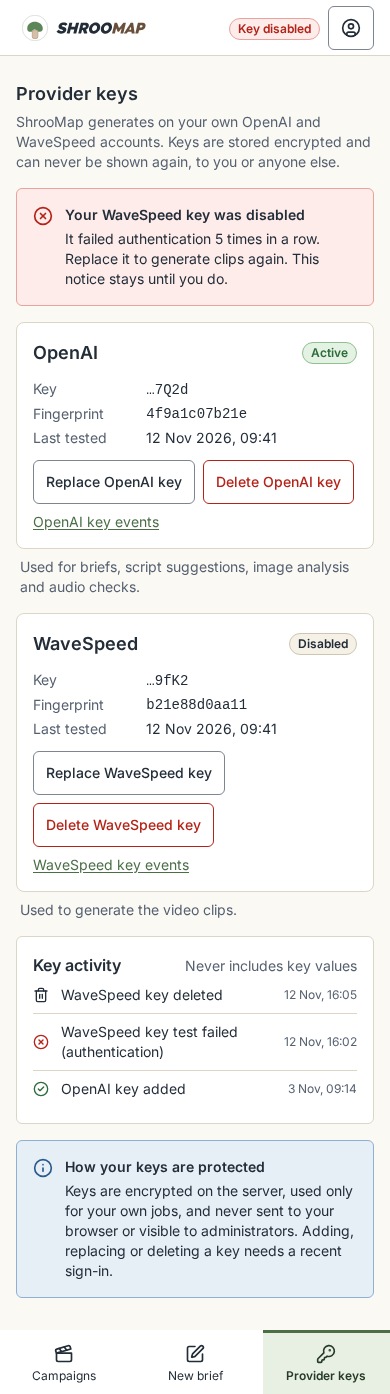 SHROOMAP
Key disabled
Provider keys
ShrooMap generates on your own OpenAI and
WaveSpeed accounts. Keys are stored encrypted and
can never be shown again, to you or anyone else.
Your WaveSpeed key was disabled
It failed authentication 5 times in a row.
Replace it to generate clips again. This
notice stays until you do.
OpenAI
Active
Key …7Q2d
Fingerprint 4f9a1c07b21e
Last tested 12 Nov 2026, 09:41
Replace OpenAI key
Delete OpenAI key
OpenAI key events
Used for briefs, script suggestions, image analysis
and audio checks.
WaveSpeed
Disabled
Key …9fK2
Fingerprint b21e88d0aa11
Last tested 12 Nov 2026, 09:41
Replace WaveSpeed key
Delete WaveSpeed key
WaveSpeed key events
Used to generate the video clips.
Key activity
Never includes key values
WaveSpeed key deleted
12 Nov, 16:05
WaveSpeed key test failed
(authentication)
12 Nov, 16:02
OpenAI key added
3 Nov, 09:14
How your keys are protected
Keys are encrypted on the server, used only
for your own jobs, and never sent to your
browser or visible to administrators. Adding,
replacing or deleting a key needs a recent
sign-in.
Campaigns
New brief
Provider keys